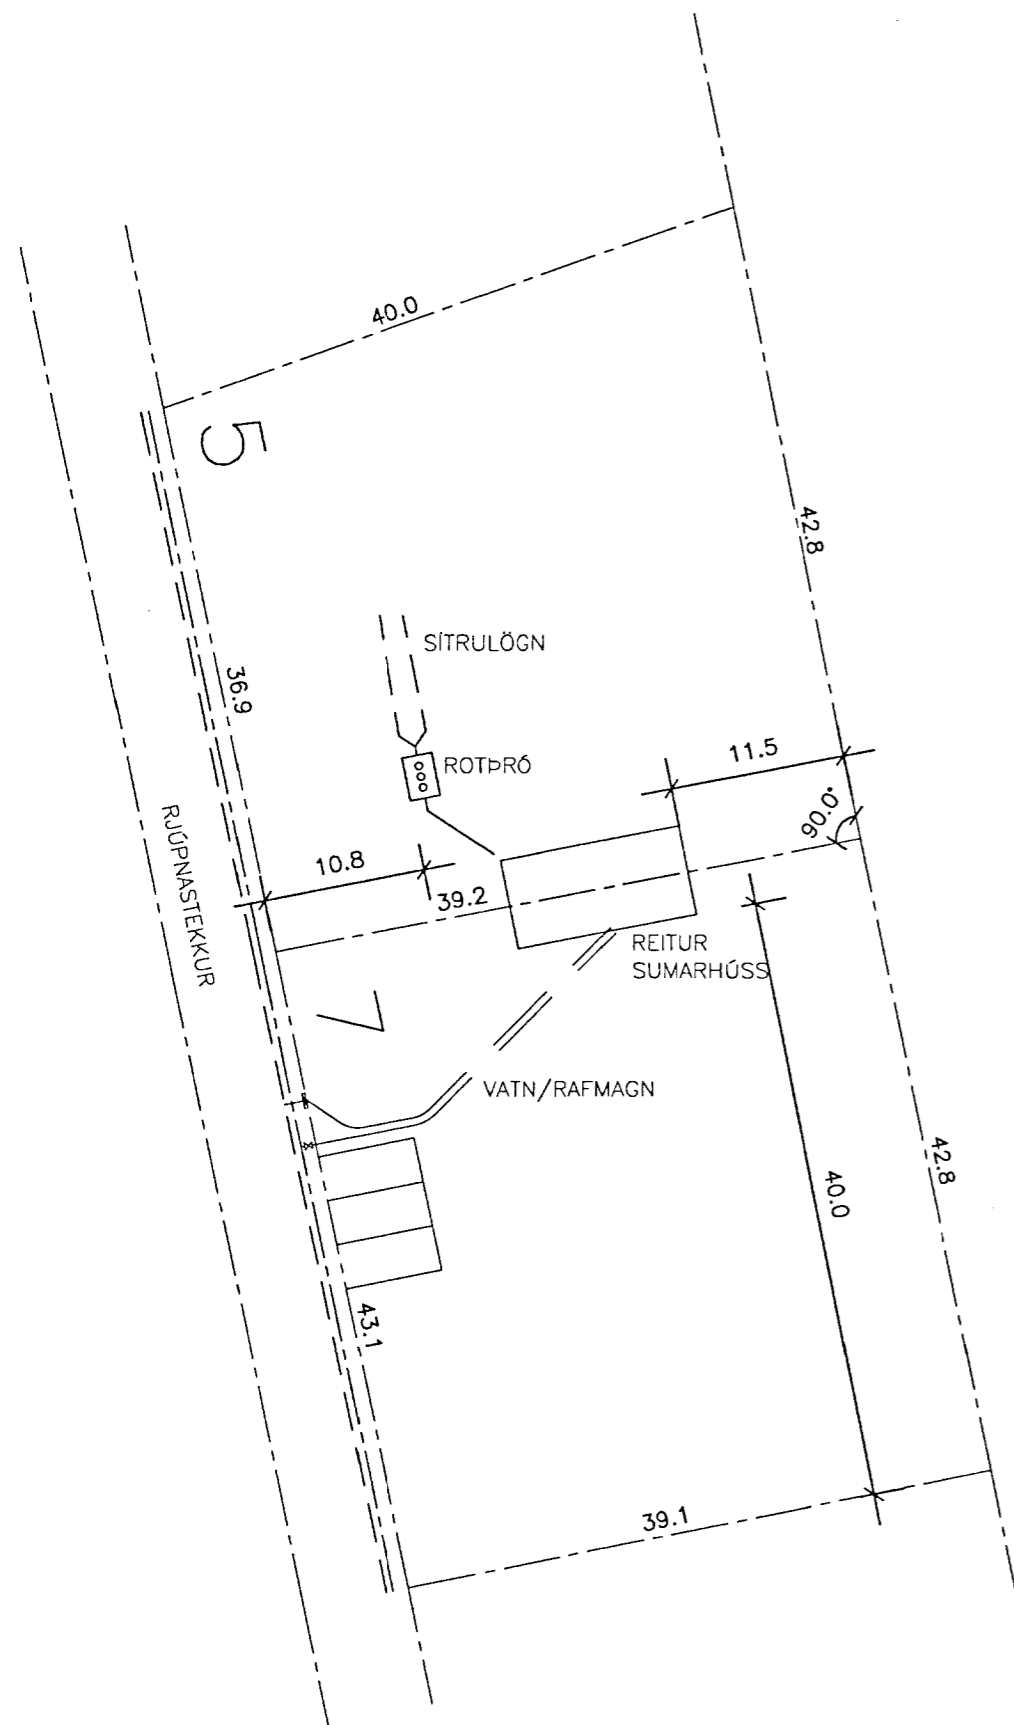 40.0
5
42.8
SÍTRULÖGN
36.9
ROTÞRÓ
11.5
90.0°
RJÚPNASTEKKUR
10.8
39.2
REITUR
SUMARHÚSS
7
VATN/RAFMAGN
42.8
40.0
43.1
39.1